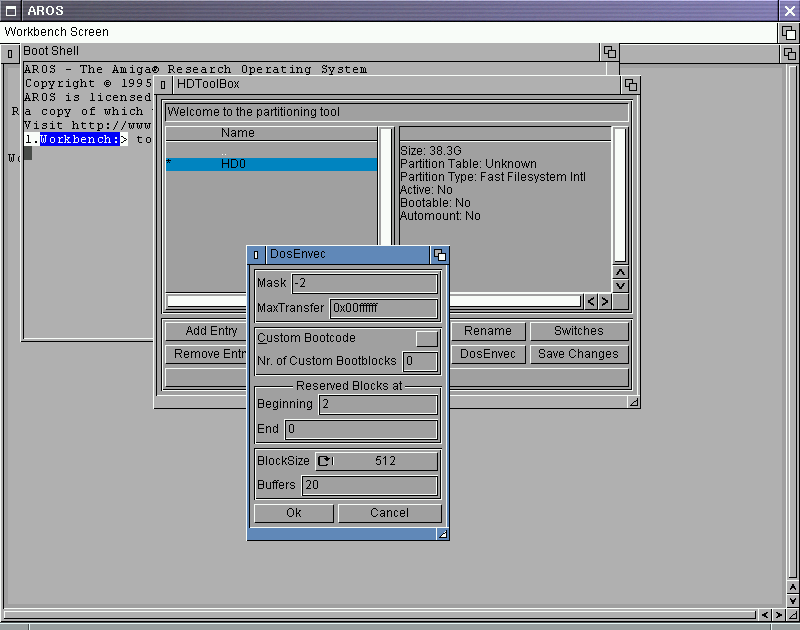 AROS
Workbench Screen
Boot Shell
AROS - The Amiga® Research Operating System
Copyright © 1995
AROS is licensed
a copy of which
Visit http://www
1.Workbench:> to
HDToolBox
Welcome to the partitioning tool
Name
..
* HD0
Size: 38.3G
Partition Table: Unknown
Partition Type: Fast Filesystem Intl
Active: No
Bootable: No
Automount: No
Add Entry
Remove Entr
Rename
Switches
DosEnvec
Save Changes
DosEnvec
Mask -2
MaxTransfer 0x00ffffff
Custom Bootcode
Nr. of Custom Bootblocks 0
Reserved Blocks at
Beginning 2
End 0
BlockSize 512
Buffers 20
Ok
Cancel